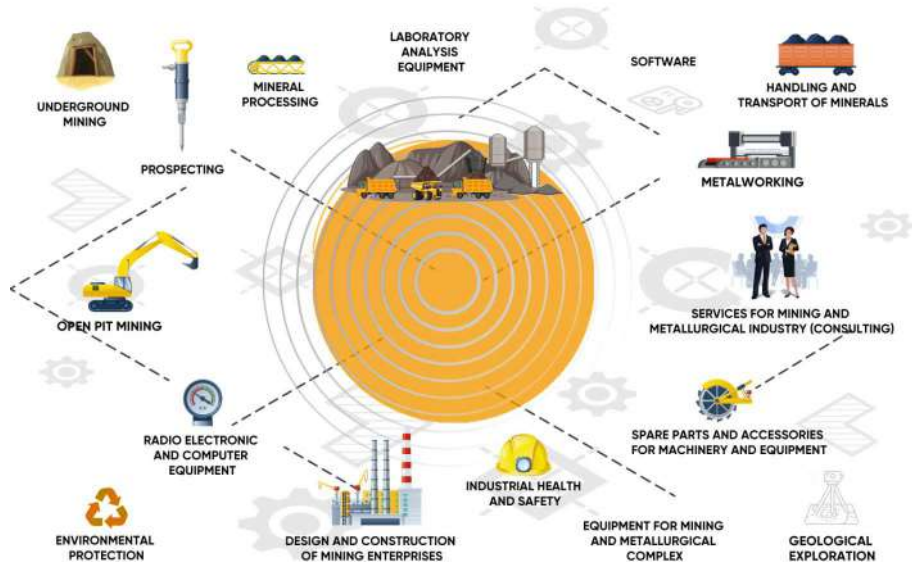 LABORATORY
ANALYSIS
EQUIPMENT
SOFTWARE
UNDERGROUND
MINING
MINERAL
PROCESSING
HANDLING AND
TRANSPORT OF MINERALS
PROSPECTING
METALWORKING
OPEN PIT MINING
SERVICES FOR MINING AND
METALLURGICAL INDUSTRY (CONSULTING)
RADIO ELECTRONIC
AND COMPUTER
EQUIPMENT
SPARE PARTS AND ACCESSORIES
FOR MACHINERY AND EQUIPMENT
INDUSTRIAL HEALTH
AND SAFETY
ENVIRONMENTAL
PROTECTION
DESIGN AND CONSTRUCTION
OF MINING ENTERPRISES
EQUIPMENT FOR MINING
AND METALLURGICAL
COMPLEX
GEOLOGICAL
EXPLORATION